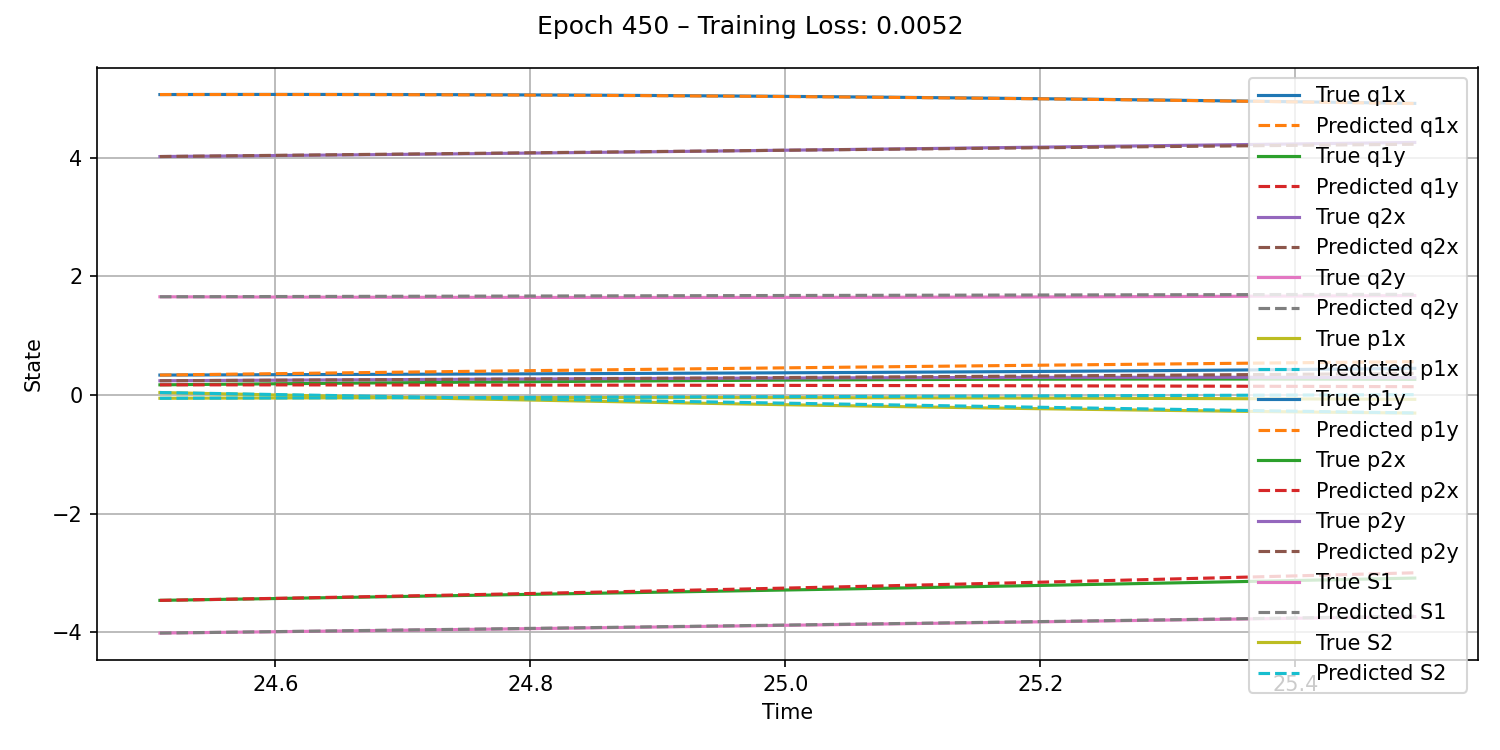 Epoch 450 – Training Loss: 0.0052
State
4
2
0
−2
−4
24.6
24.8
25.0
25.2
25.4
Time
True q1x
Predicted q1x
True q1y
Predicted q1y
True q2x
Predicted q2x
True q2y
Predicted q2y
True p1x
Predicted p1x
True p1y
Predicted p1y
True p2x
Predicted p2x
True p2y
Predicted p2y
True S1
Predicted S1
True S2
Predicted S2